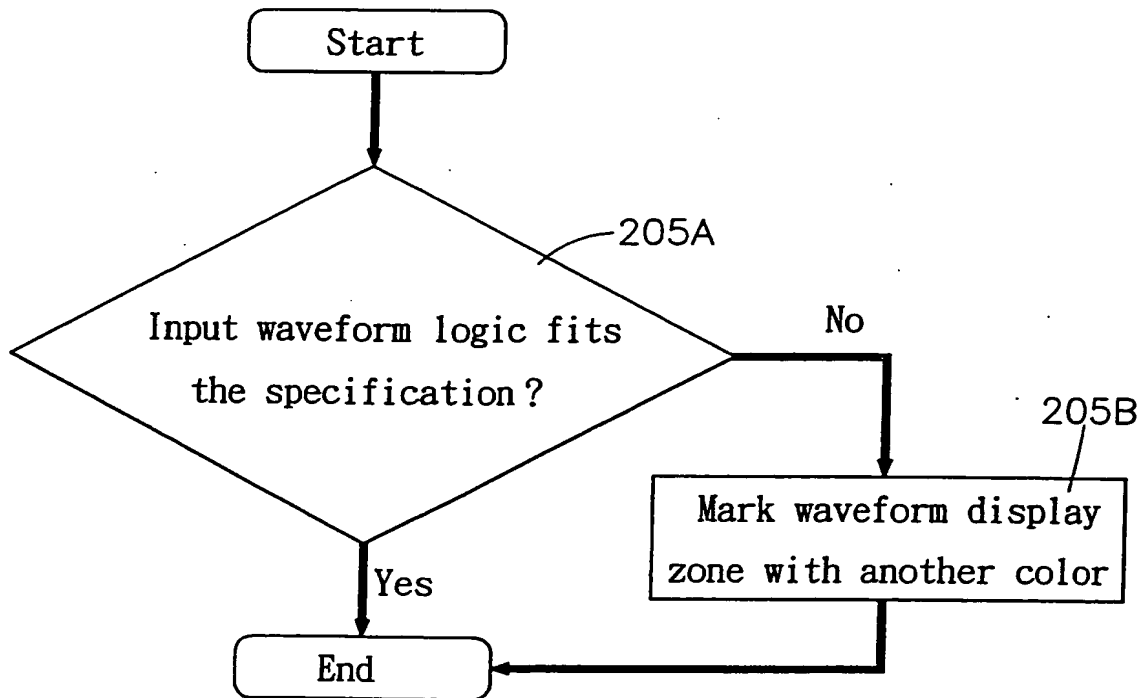 Start
205A
Input waveform logic fits
the specification?
No
205B
Mark waveform display
zone with another color
Yes
End